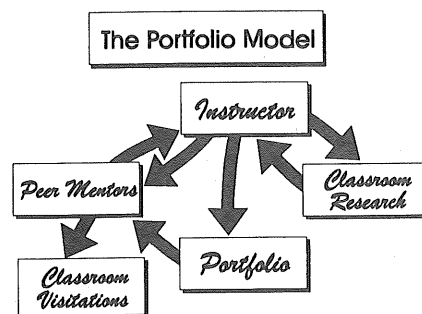 The Portfolio Model
Instructor
Peer Mentors
Classroom
Research
Portfolio
Classroom
Visitations